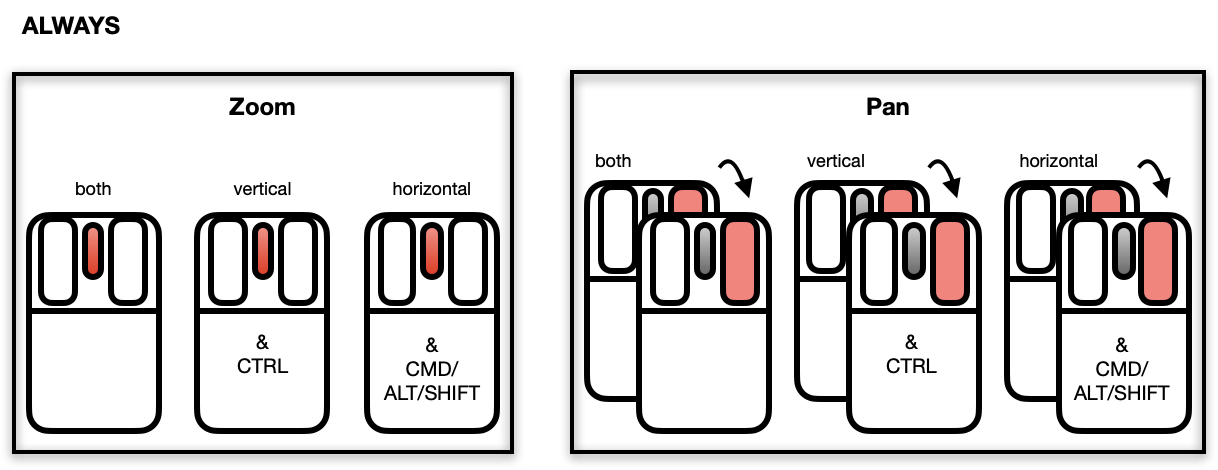 ALWAYS
Zoom
both
vertical
horizontal
&
CTRL
&
CMD/
ALT/SHIFT
Pan
both
vertical
horizontal
&
CTRL
&
CMD/
ALT/SHIFT